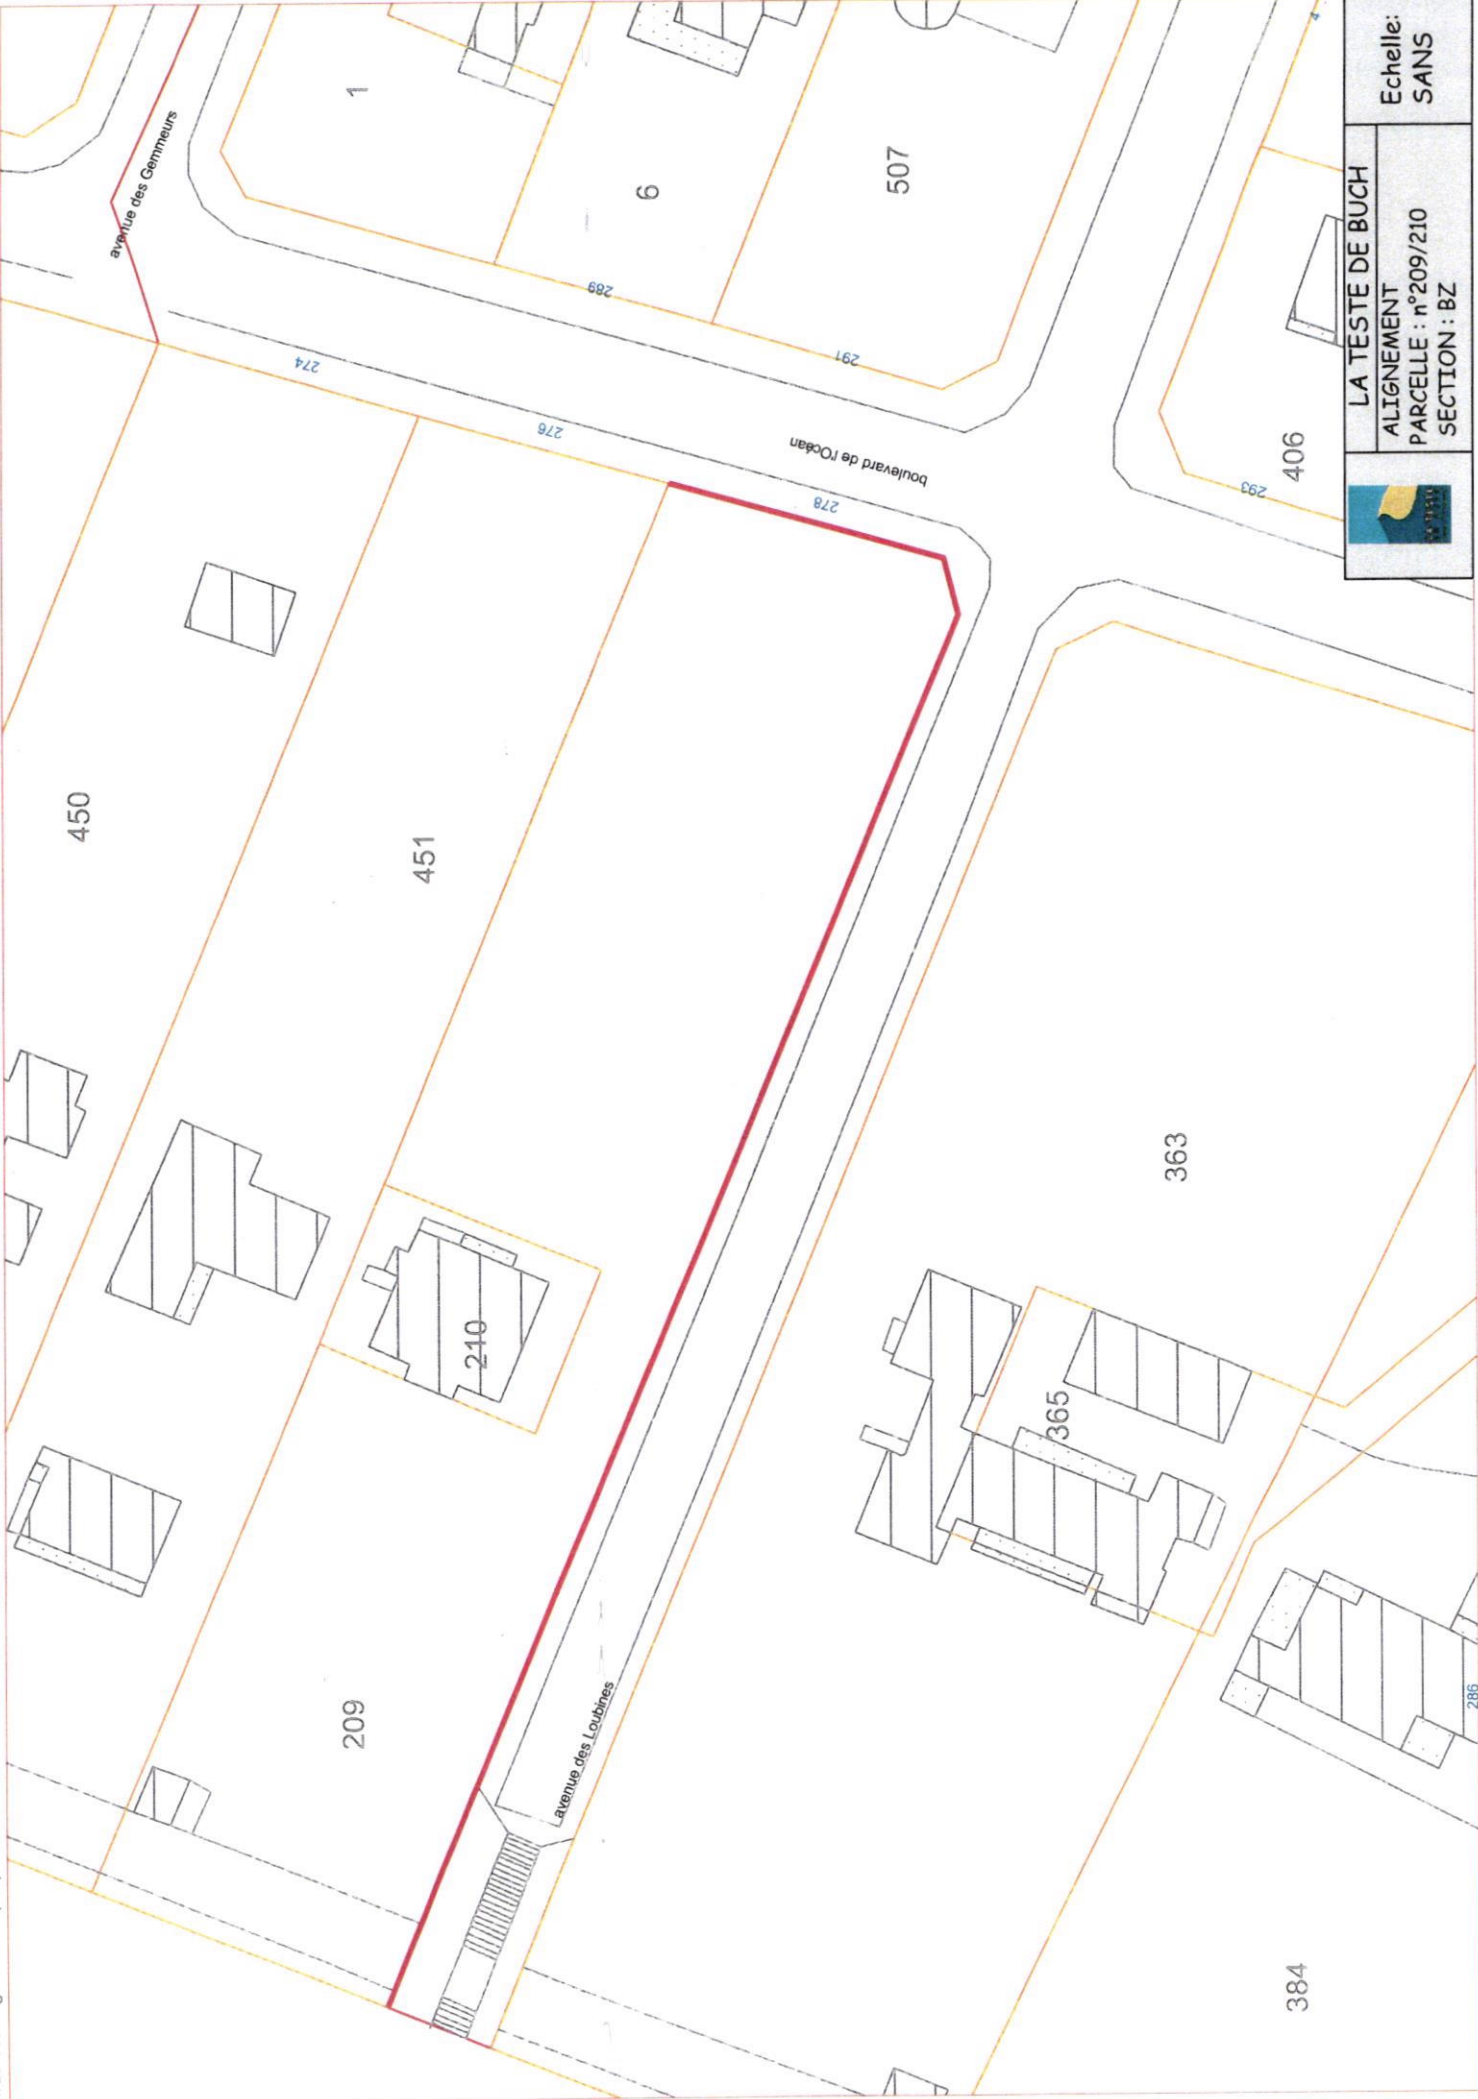 avenue des Gemmeurs
1
6
507
289
291
274
276
278
boulevard de l'Océan
4
293
406
450
451
210
209
avenue des Loubines
363
365
384
286
LA TESTE DE BUCH
ALIGNEMENT
PARCELLE : n°209/210
SECTION : BZ
Echelle:
SANS